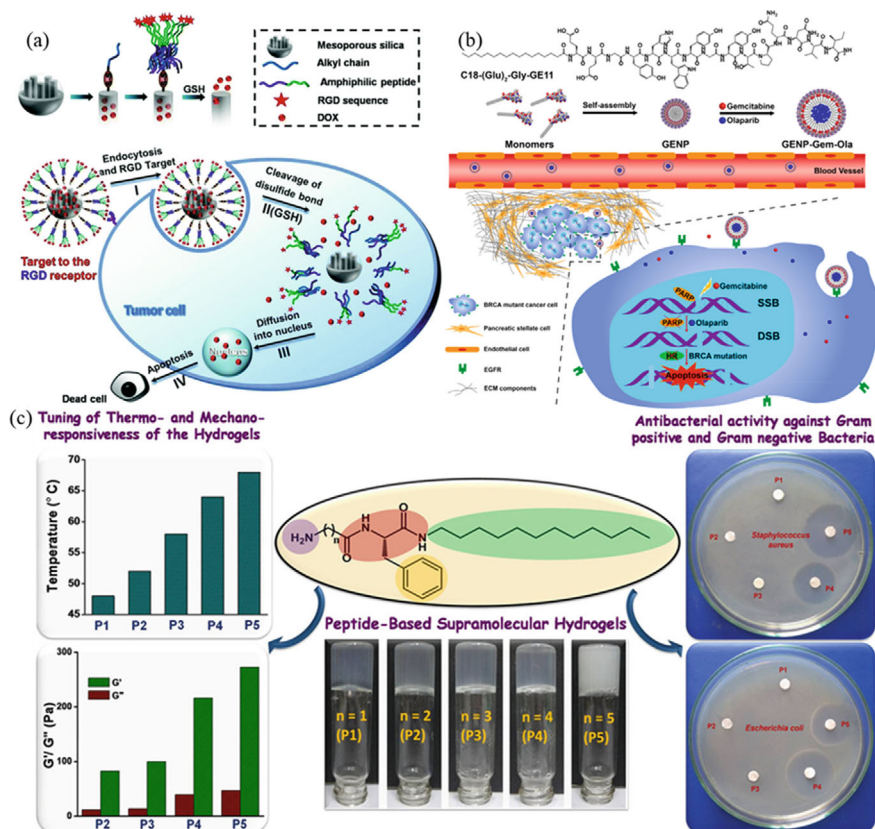 (a)
Mesoporous silica
Alkyl chain
Amphiphilic peptide
RGD sequence
DOX
GSH
Endocytosis
and RGD Target
I
Cleavage of
disulfide bond
II(GSH)
Target to the
RGD receptor
Tumor cell
Diffusion
into nucleus
III
Nucleus
Apoptosis
IV
Dead cell
(b)
C18-(Glu)2-Gly-GE11
Self-assembly
Gemcitabine
Olaparib
Monomers
GENP
GENP-Gem-Ola
Blood Vessel
BRCA mutant cancer cell
Pancreatic stellate cell
Endothelial cell
EGFR
ECM components
PARP
Gemcitabine
SSB
PARP
Olaparib
DSB
HR
BRCA mutation
Apoptosis
(c)
Tuning of Thermo- and Mechano-
responsiveness of the Hydrogels
Temperature (° C)
70
65
60
55
50
45
P1 P2 P3 P4 P5
G'/ G'' (Pa)
300
200
100
0
G'
G''
P2 P3 P4 P5
H2N
n
O
H
N
O
N
H
Peptide-Based Supramolecular Hydrogels
n = 1
(P1)
n = 2
(P2)
n = 3
(P3)
n = 4
(P4)
n = 5
(P5)
Antibacterial activity against Gram
positive and Gram negative Bacteria
P1
P2
P5
Staphylococcus
aureus
P3
P4
P1
P2
P5
Escherichia coli
P3
P4